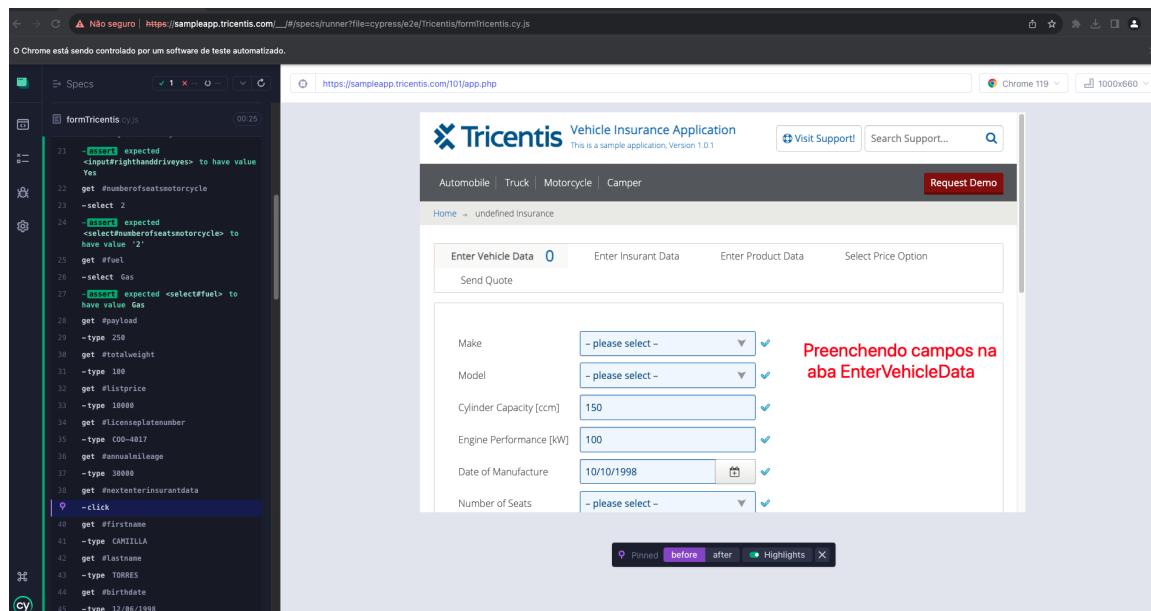 Não seguro | https://sampleapp.tricentis.com/__/#/specs/runner?file=cypress/e2e/Tricentis/formTricentis.cy.js
O Chrome está sendo controlado por um software de teste automatizado.
Specs
1
--
--
https://sampleapp.tricentis.com/101/app.php
Chrome 119
1000x660
formTricentis.cy.js
00:25
21 -assert expected
<input#righthanddriveyes> to have value
Yes
22 get #numberofseatsmotorcycle
23 -select 2
24 -assert expected
<select#numberofseatsmotorcycle> to
have value '2'
25 get #fuel
26 -select Gas
27 -assert expected <select#fuel> to
have value Gas
28 get #payload
29 -type 250
30 get #totalweight
31 -type 100
32 get #listprice
33 -type 10000
34 get #licenseplatenumber
35 -type COO-4017
36 get #annualmileage
37 -type 30000
38 get #nextenterinsurantdata
-click
40 get #firstname
41 -type CAMIILLA
42 get #lastname
43 -type TORRES
44 get #birthdate
45 -type 12/06/1998
cy
Tricentis
Vehicle Insurance Application
This is a sample application, Version 1.0.1
Visit Support!
Search Support...
Automobile | Truck | Motorcycle | Camper
Request Demo
Home → undefined Insurance
Enter Vehicle Data 0
Enter Insurant Data
Enter Product Data
Select Price Option
Send Quote
Make
– please select –
Model
– please select –
Cylinder Capacity [ccm]
150
Engine Performance [kW]
100
Date of Manufacture
10/10/1998
Number of Seats
– please select –
Preenchendo campos na
aba EnterVehicleData
Pinned before after Highlights X